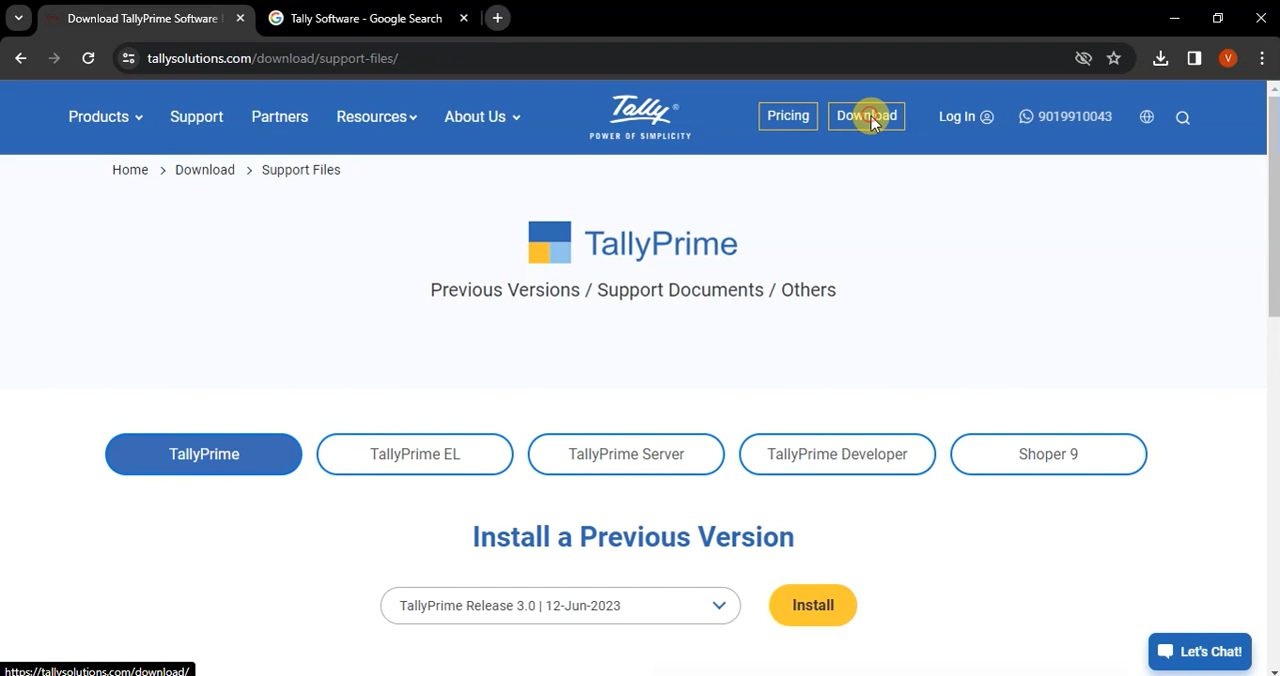 Download TallyPrime Software
Tally Software - Google Search
tallysolutions.com/download/support-files/
V
Products
Support
Partners
Resources
About Us
Tally
POWER OF SIMPLICITY
Pricing
Download
Log In
9019910043
Home > Download > Support Files
TallyPrime
Previous Versions / Support Documents / Others
TallyPrime
TallyPrime EL
TallyPrime Server
TallyPrime Developer
Shoper 9
Install a Previous Version
TallyPrime Release 3.0 | 12-Jun-2023
Install
Let's Chat!
https://tallysolutions.com/download/